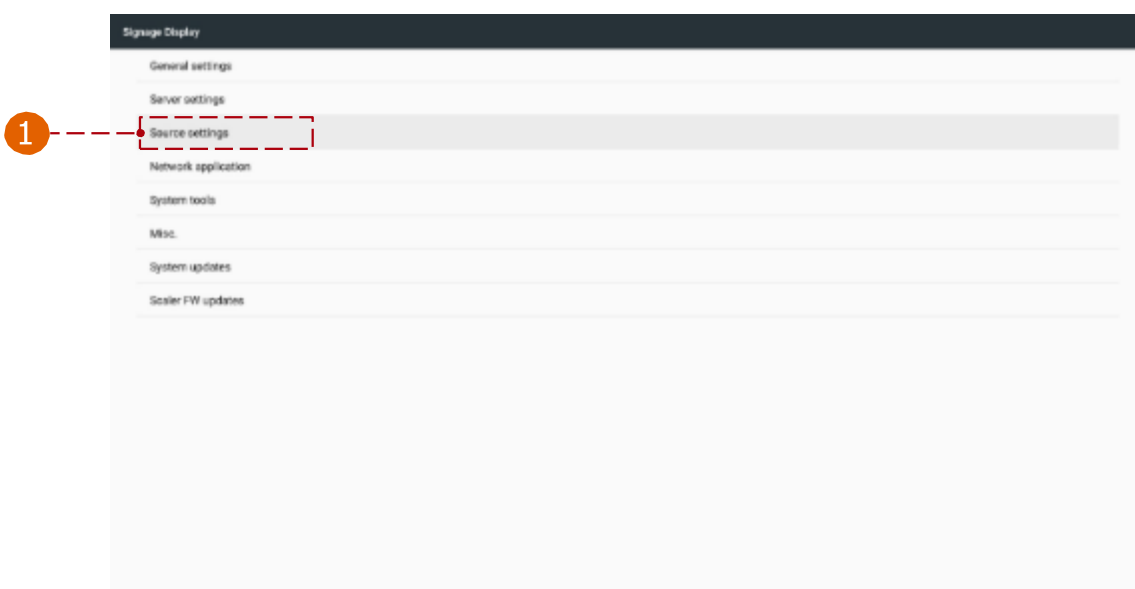 Signage Display
General settings
Server settings
1
Source settings
Network application
System tools
Misc.
System updates
Scaler FW updates